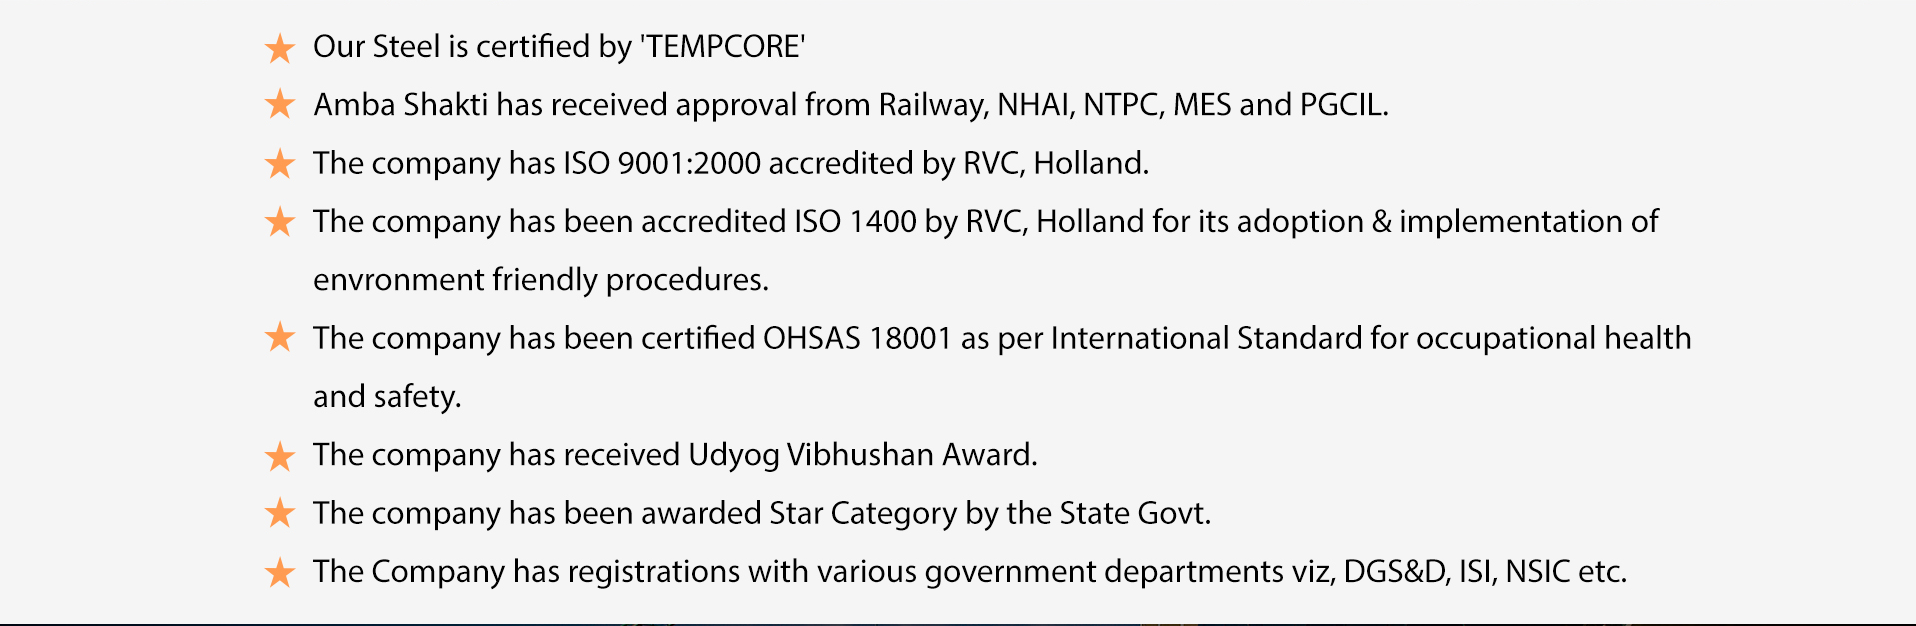 Our Steel is certified by 'TEMPCORE'
Amba Shakti has received approval from Railway, NHAI, NTPC, MES and PGCIL.
The company has ISO 9001:2000 accredited by RVC, Holland.
The company has been accredited ISO 1400 by RVC, Holland for its adoption & implementation of
envronment friendly procedures.
The company has been certified OHSAS 18001 as per International Standard for occupational health
and safety.
The company has received Udyog Vibhushan Award.
The company has been awarded Star Category by the State Govt.
The Company has registrations with various government departments viz, DGS&D, ISI, NSIC etc.